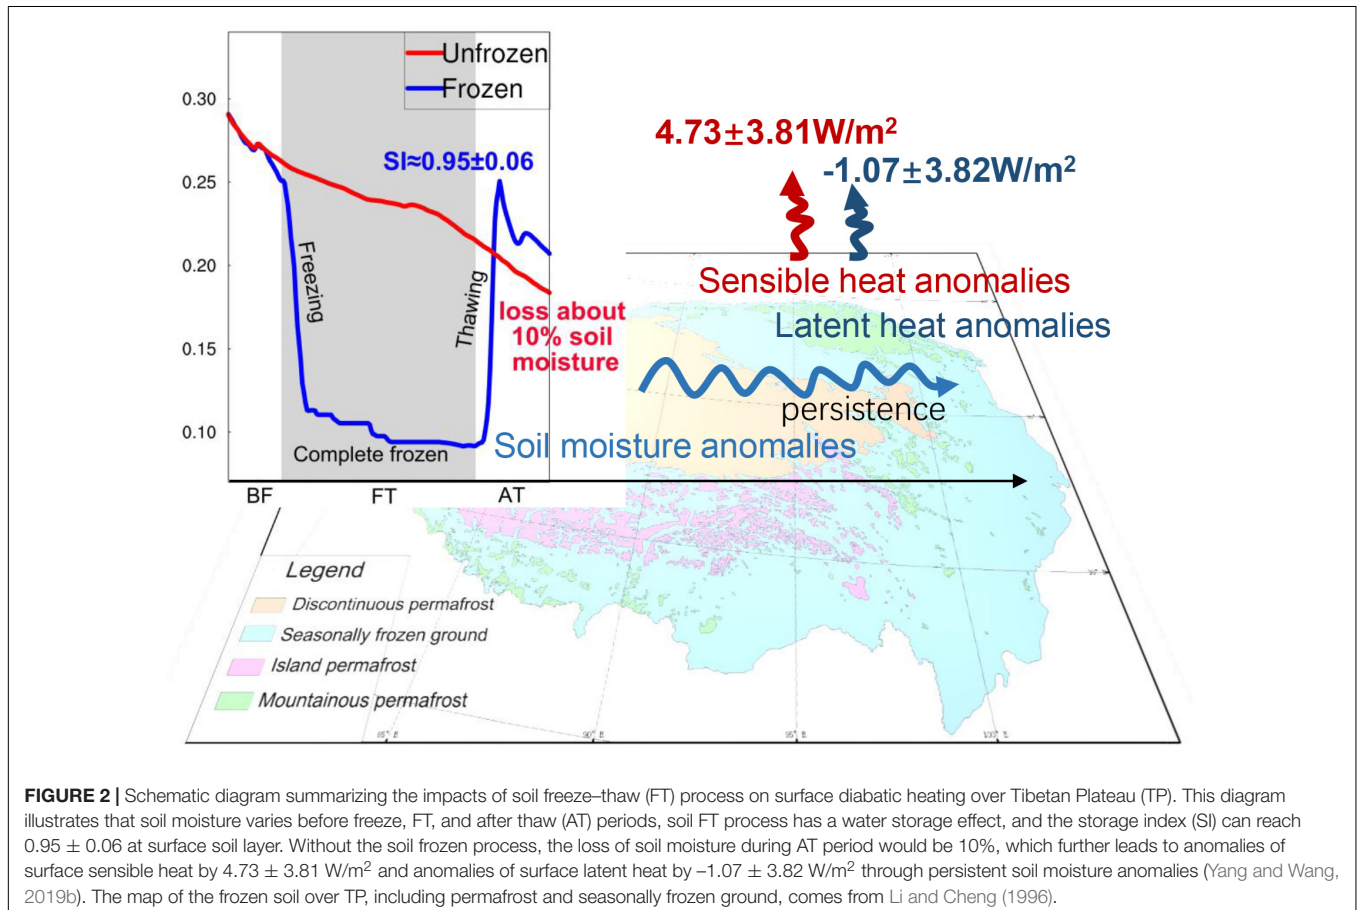 Unfrozen
Frozen
0.30
0.25
0.20
0.15
0.10
SI≈0.95±0.06
Freezing
Thawing
Complete frozen
loss about
10% soil
moisture
BF
FT
AT
4.73±3.81W/m²
-1.07±3.82W/m²
Sensible heat anomalies
Latent heat anomalies
persistence
Soil moisture anomalies
Legend
Discontinuous permafrost
Seasonally frozen ground
Island permafrost
Mountainous permafrost
85° E
90° E
95° E
100° E
FIGURE 2 | Schematic diagram summarizing the impacts of soil freeze–thaw (FT) process on surface diabatic heating over Tibetan Plateau (TP). This diagram
illustrates that soil moisture varies before freeze, FT, and after thaw (AT) periods, soil FT process has a water storage effect, and the storage index (SI) can reach
0.95 ± 0.06 at surface soil layer. Without the soil frozen process, the loss of soil moisture during AT period would be 10%, which further leads to anomalies of
surface sensible heat by 4.73 ± 3.81 W/m² and anomalies of surface latent heat by –1.07 ± 3.82 W/m² through persistent soil moisture anomalies (Yang and Wang,
2019b). The map of the frozen soil over TP, including permafrost and seasonally frozen ground, comes from Li and Cheng (1996).